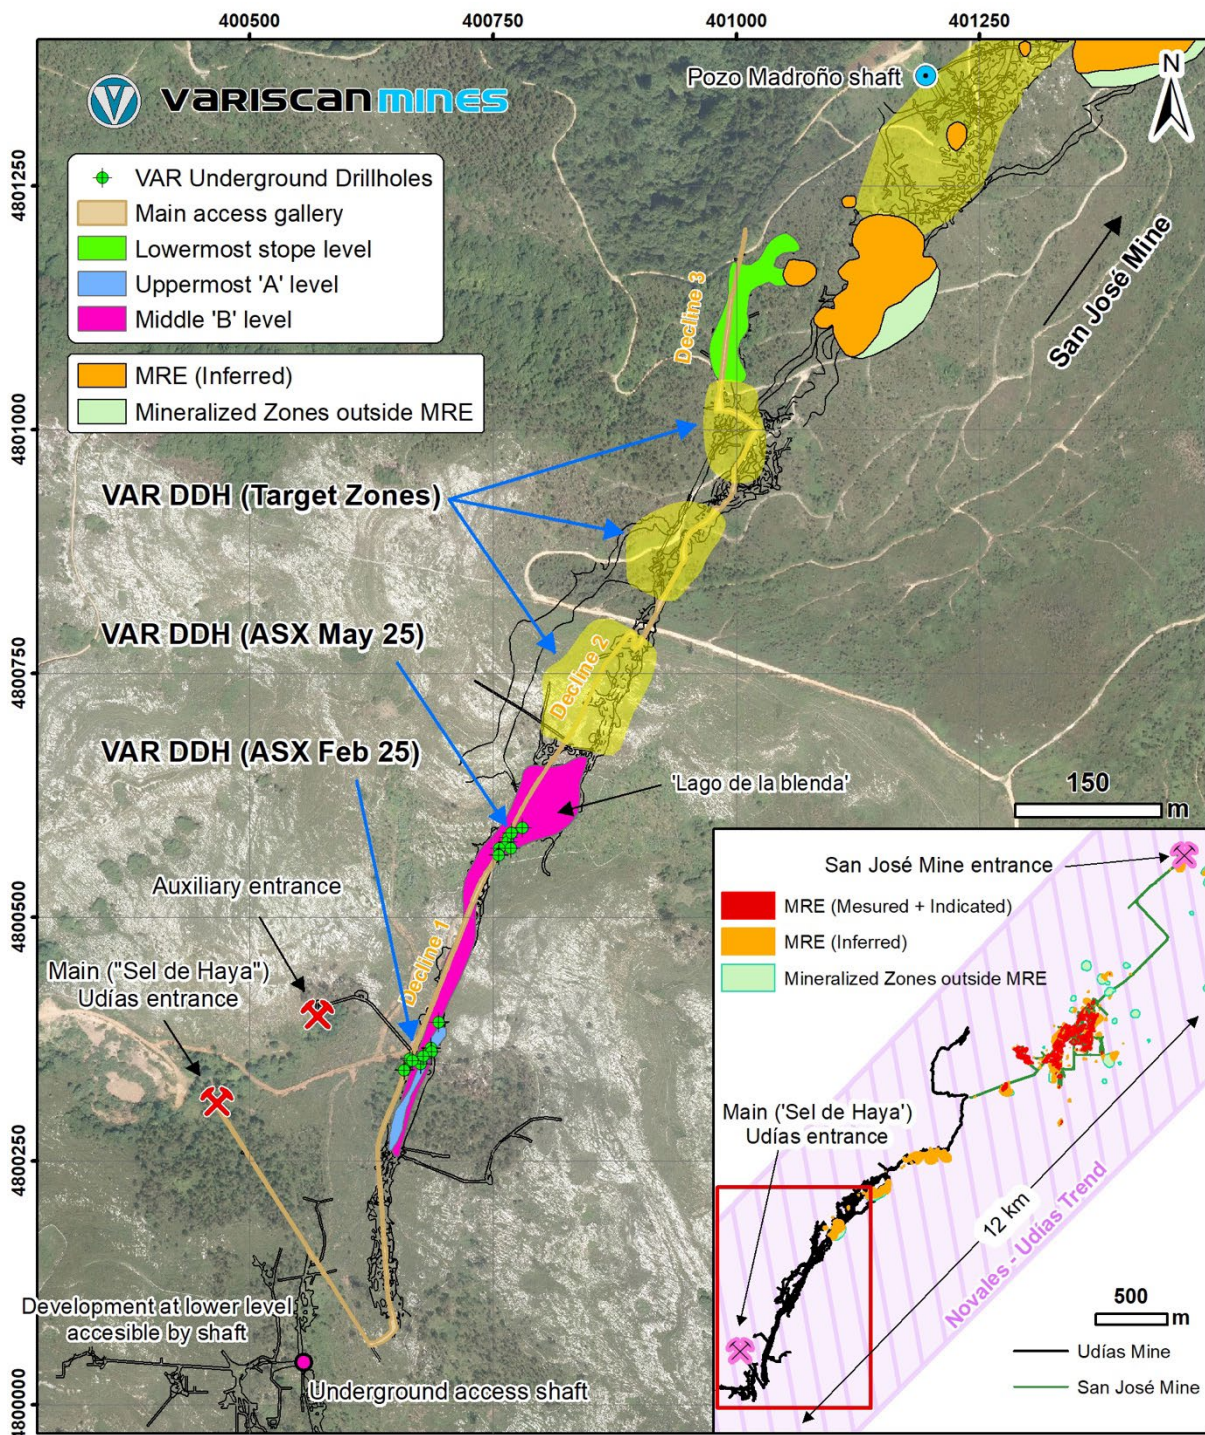 400500
400750
401000
401250
4801250
4801000
4800750
4800500
4800250
4800000
VARISCAN MINES
VAR Underground Drillholes
Main access gallery
Lowermost stope level
Uppermost 'A' level
Middle 'B' level
MRE (Inferred)
Mineralized Zones outside MRE
Pozo Madroño shaft
N
San José Mine
Decline 3
VAR DDH (Target Zones)
VAR DDH (ASX May 25)
Decline 2
VAR DDH (ASX Feb 25)
'Lago de la blenda'
150
m
Auxiliary entrance
Decline 1
Main ("Sel de Haya")
Udías entrance
Development at lower level
accesible by shaft
Underground access shaft
San José Mine entrance
MRE (Mesured + Indicated)
MRE (Inferred)
Mineralized Zones outside MRE
Main ('Sel de Haya')
Udías entrance
12 km
Novales - Udías Trend
500
m
Udías Mine
San José Mine